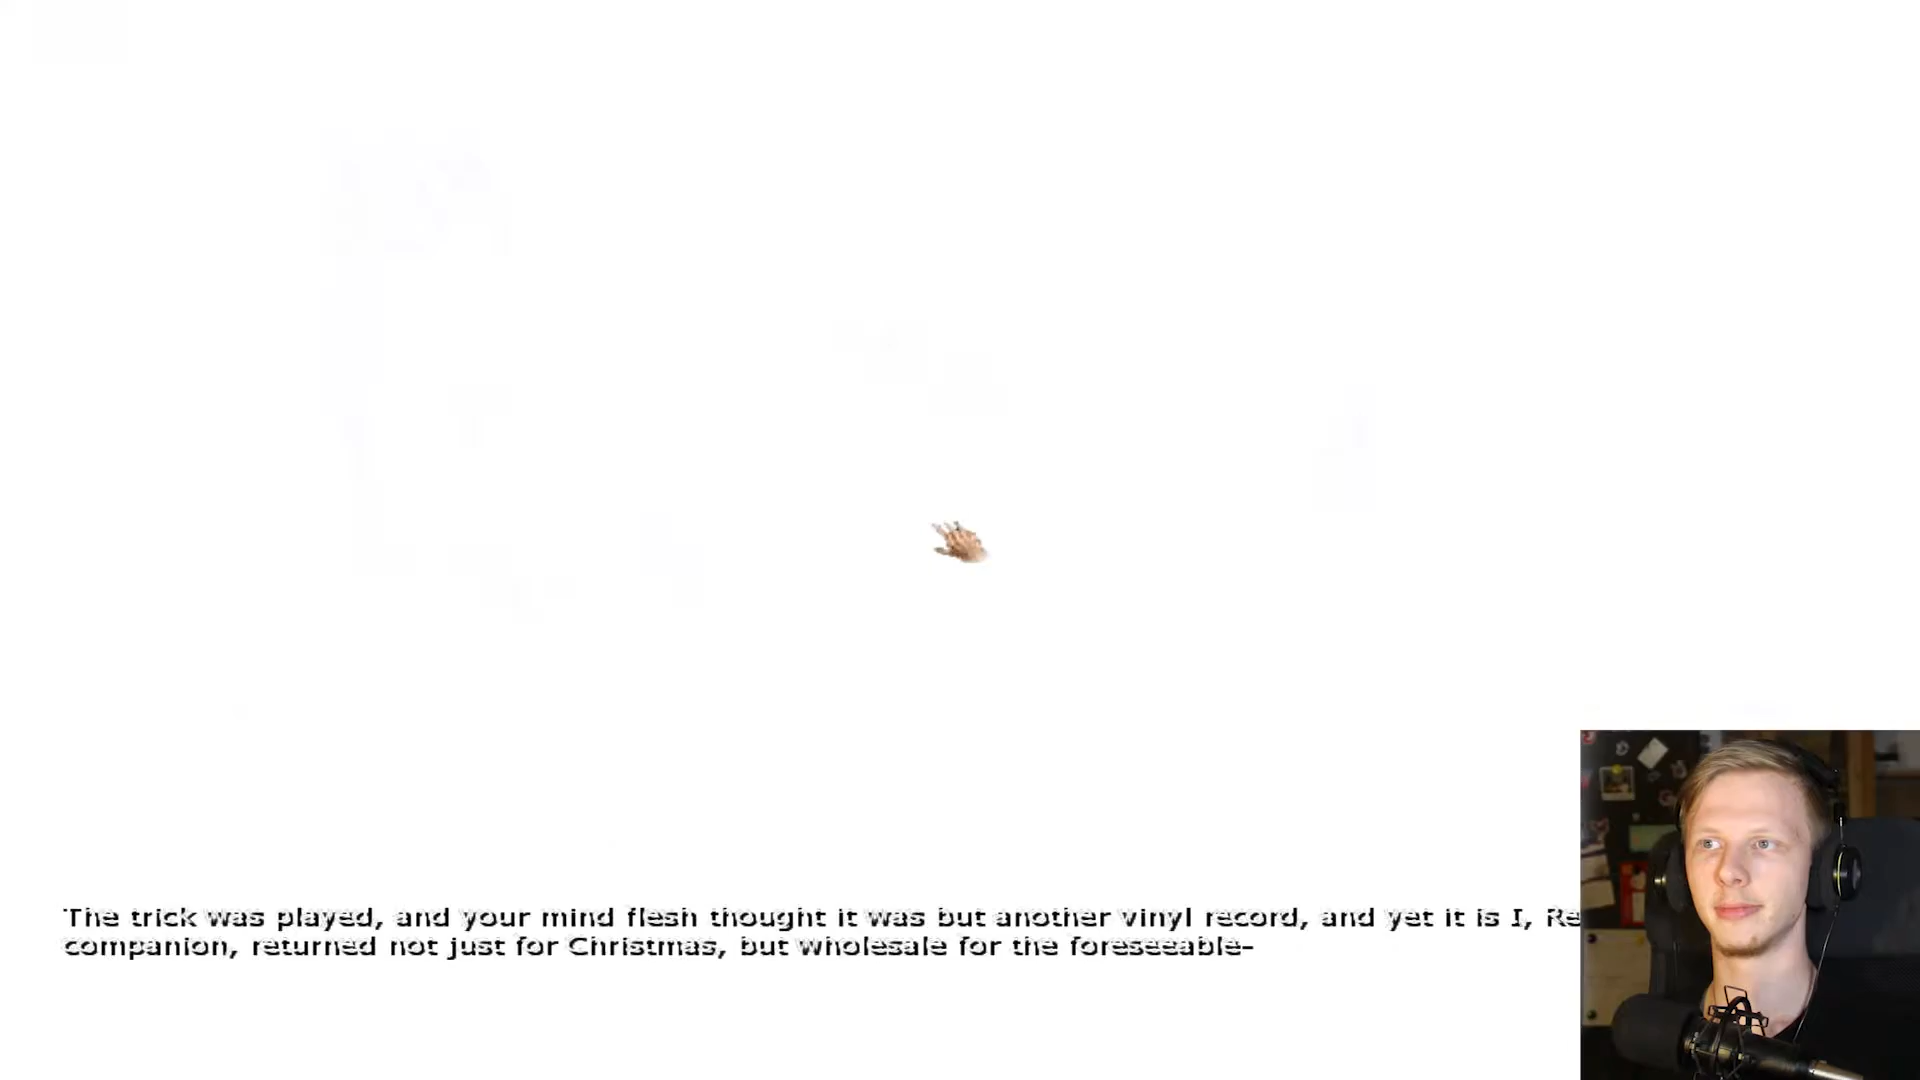 The trick was played, and your mind flesh thought it was but another vinyl record, and yet it is I,
companion, returned not just for Christmas, but wholesale for the foreseeable-